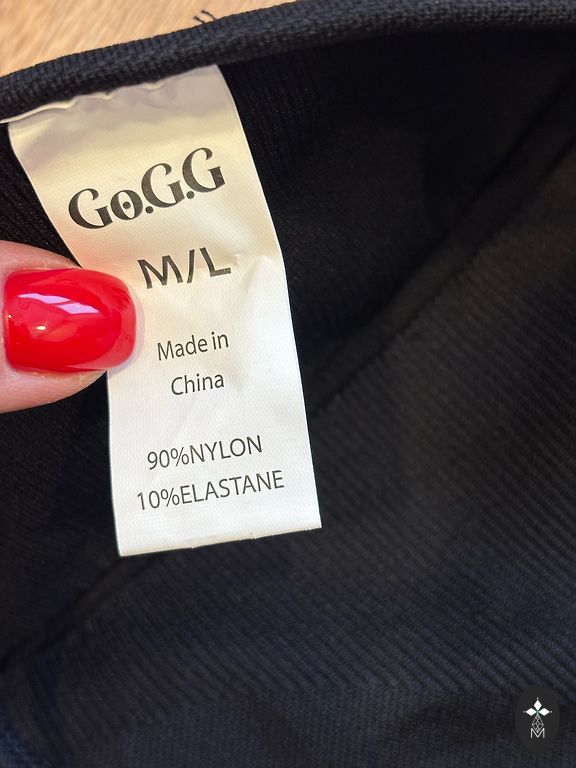 Go.G.G
M/L
Made in
China
90%NYLON
10%ELASTANE
M